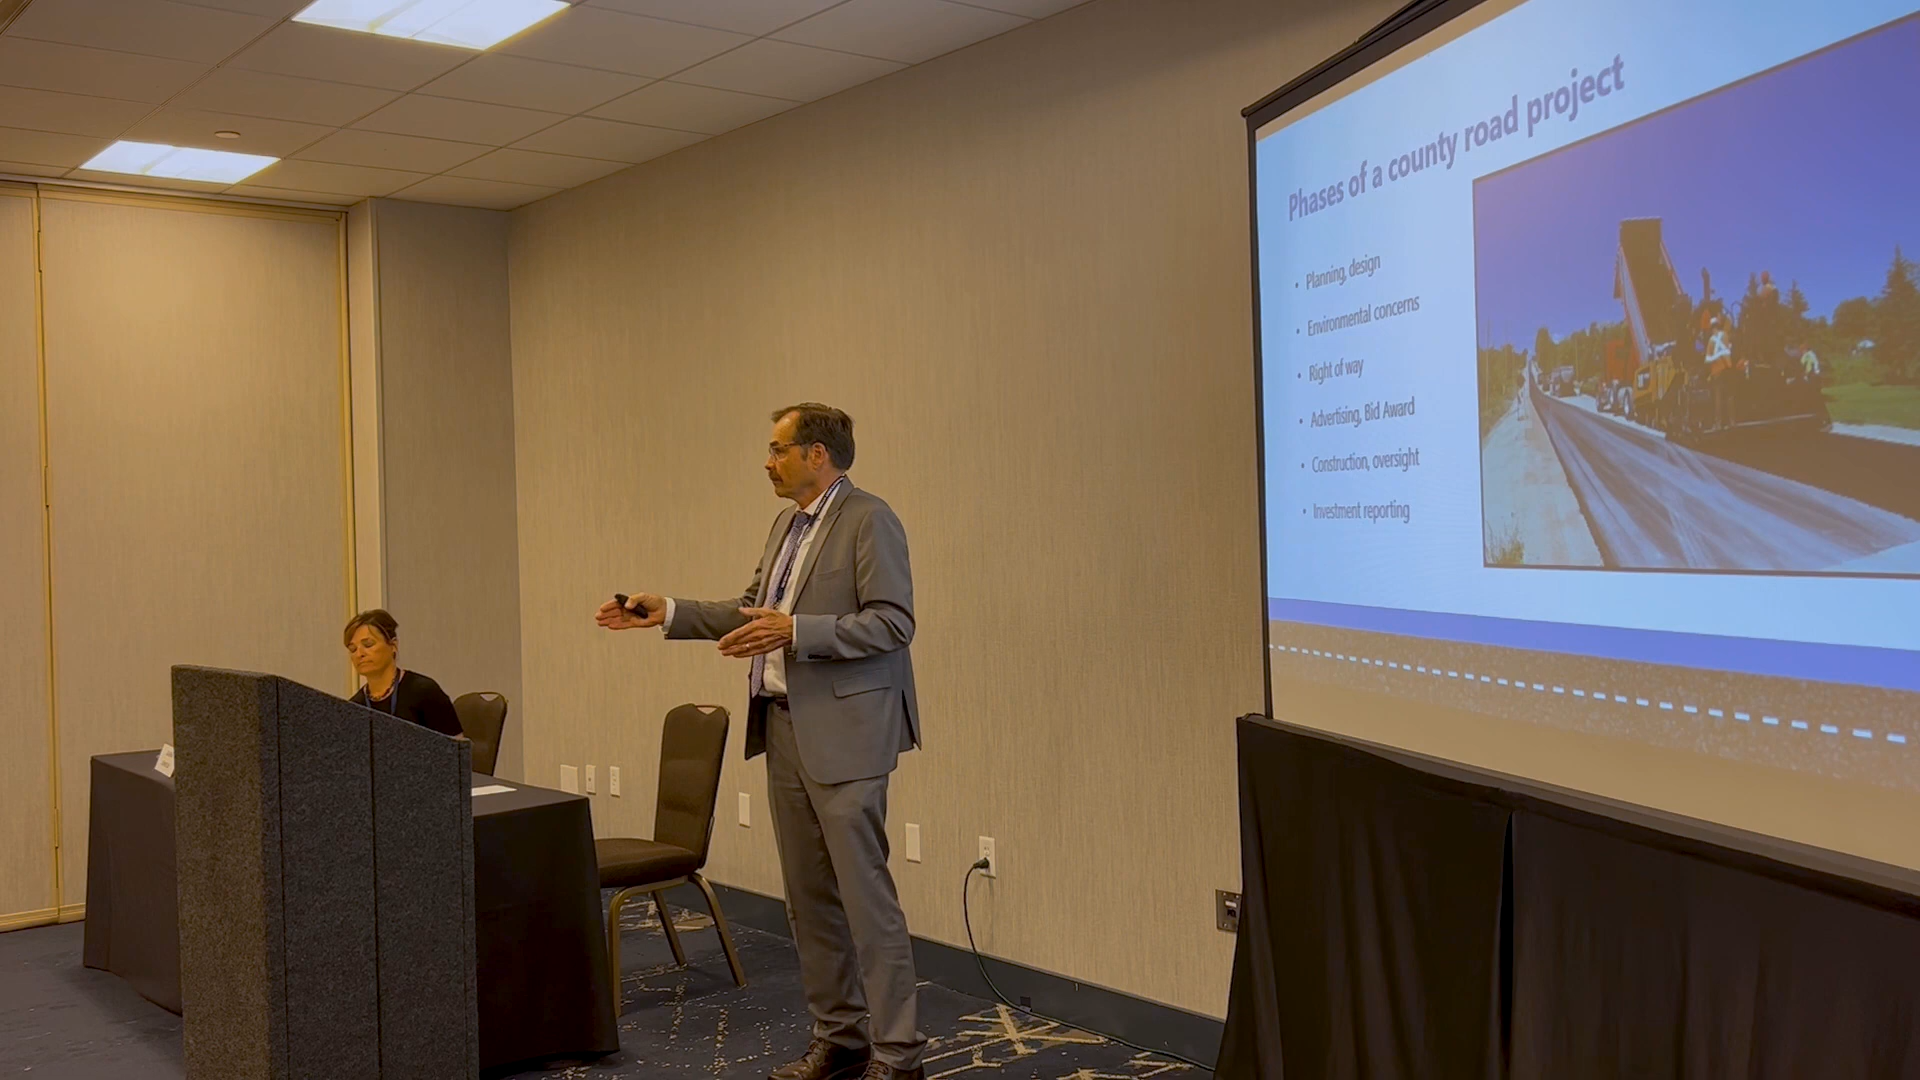 Phases of a county road project
• Planning, design
• Environmental concerns
• Right of way
• Advertising, Bid Award
• Construction, oversight
• Investment reporting